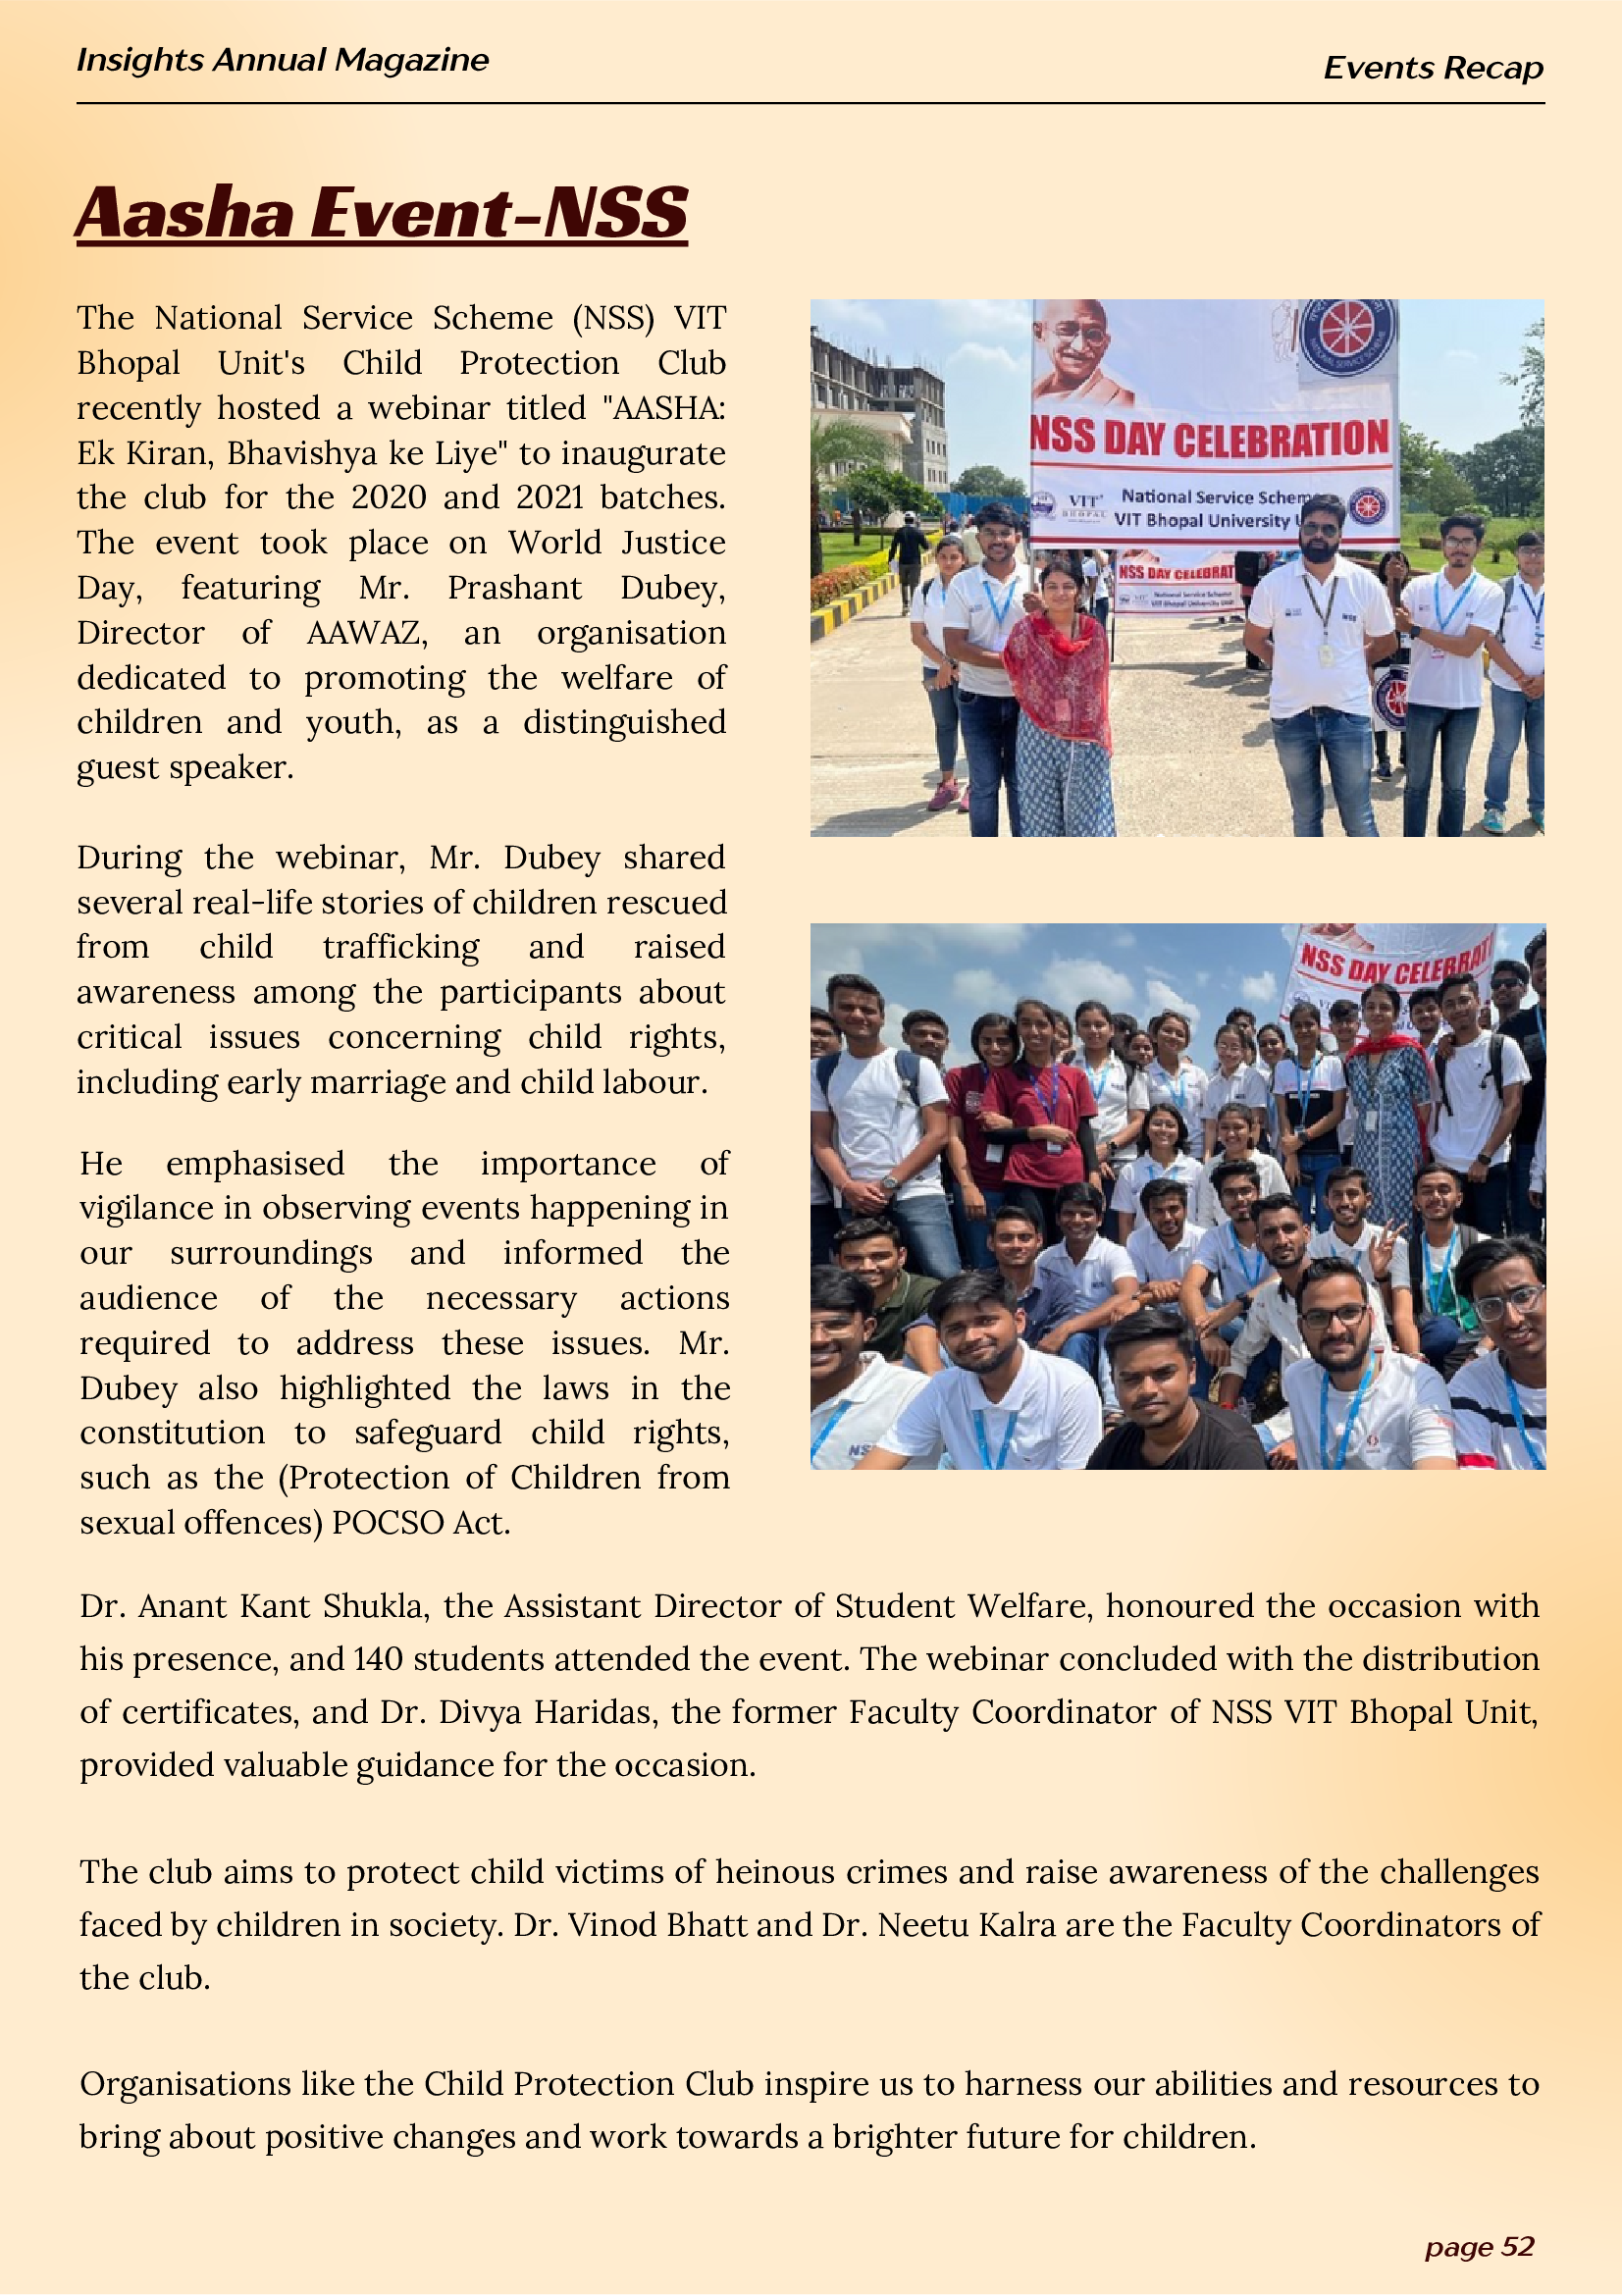 Insights Annual Magazine
Events Recap
Aasha Event-NSS
The National Service Scheme (NSS) VIT
Bhopal Unit's Child Protection Club
recently hosted a webinar titled "AASHA:
Ek Kiran, Bhavishya ke Liye" to inaugurate
the club for the 2020 and 2021 batches.
The event took place on World Justice
Day, featuring Mr. Prashant Dubey,
Director of AAWAZ, an organisation
dedicated to promoting the welfare of
children and youth, as a distinguished
guest speaker.
During the webinar, Mr. Dubey shared
several real-life stories of children rescued
from child trafficking and raised
awareness among the participants about
critical issues concerning child rights,
including early marriage and child labour.
He emphasised the importance of
vigilance in observing events happening in
our surroundings and informed the
audience of the necessary actions
required to address these issues. Mr.
Dubey also highlighted the laws in the
constitution to safeguard child rights,
such as the (Protection of Children from
sexual offences) POCSO Act.
NATIONAL SERVICE SCHEME
NSS DAY CELEBRATION
VIT
BHOPAL
National Service Scheme
VIT Bhopal University
NSS DAY CELEBRAT
National Service Scheme
VIT Bhopal University Unit
NSS
NSS DAY CELEBRAT
NSS
Dr. Anant Kant Shukla, the Assistant Director of Student Welfare, honoured the occasion with
his presence, and 140 students attended the event. The webinar concluded with the distribution
of certificates, and Dr. Divya Haridas, the former Faculty Coordinator of NSS VIT Bhopal Unit,
provided valuable guidance for the occasion.
The club aims to protect child victims of heinous crimes and raise awareness of the challenges
faced by children in society. Dr. Vinod Bhatt and Dr. Neetu Kalra are the Faculty Coordinators of
the club.
Organisations like the Child Protection Club inspire us to harness our abilities and resources to
bring about positive changes and work towards a brighter future for children.
page 52